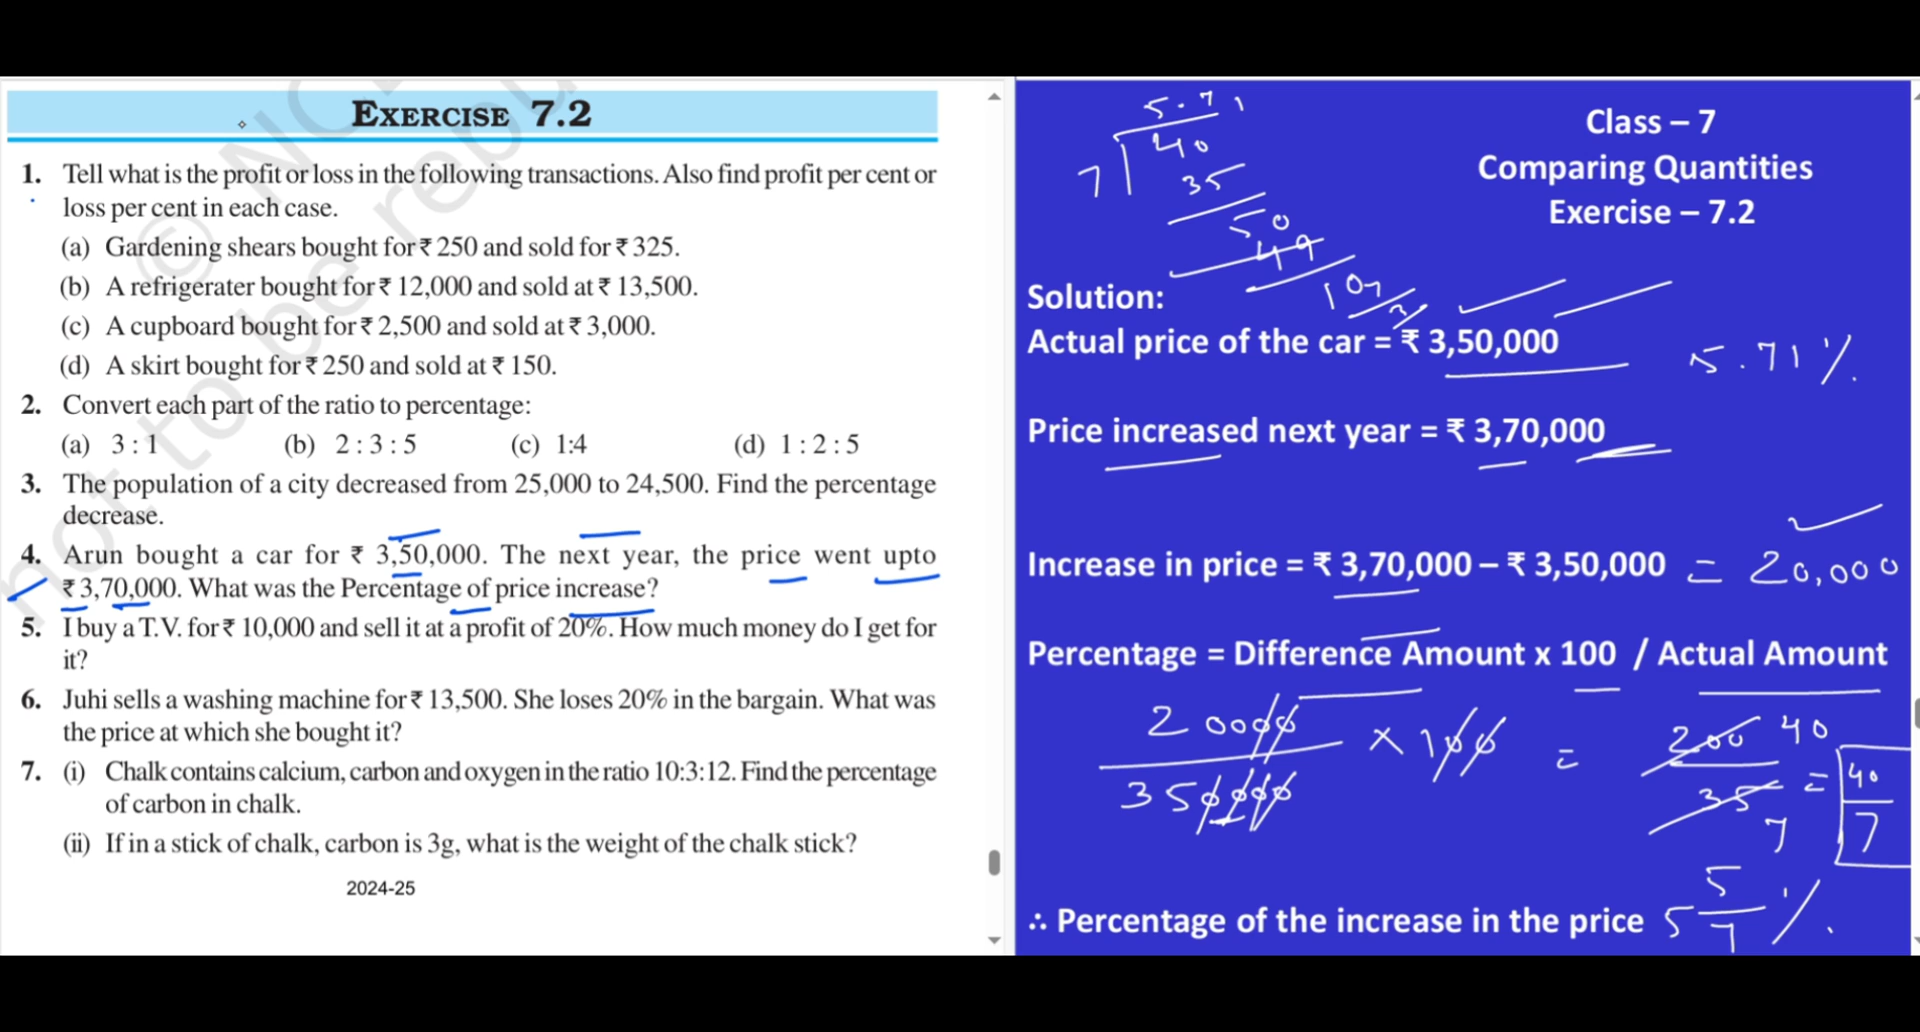 EXERCISE 7.2
1. Tell what is the profit or loss in the following transactions. Also find profit per cent or
loss per cent in each case.
(a) Gardening shears bought for ₹ 250 and sold for ₹ 325.
(b) A refrigerater bought for ₹ 12,000 and sold at ₹ 13,500.
(c) A cupboard bought for ₹ 2,500 and sold at ₹ 3,000.
(d) A skirt bought for ₹ 250 and sold at ₹ 150.
2. Convert each part of the ratio to percentage:
(a) 3 : 1 (b) 2 : 3 : 5 (c) 1:4 (d) 1 : 2 : 5
3. The population of a city decreased from 25,000 to 24,500. Find the percentage
decrease.
4. Arun bought a car for ₹ 3,50,000. The next year, the price went upto
₹ 3,70,000. What was the Percentage of price increase?
5. I buy a T.V. for ₹ 10,000 and sell it at a profit of 20%. How much money do I get for
it?
6. Juhi sells a washing machine for ₹ 13,500. She loses 20% in the bargain. What was
the price at which she bought it?
7. (i) Chalk contains calcium, carbon and oxygen in the ratio 10:3:12. Find the percentage
of carbon in chalk.
(ii) If in a stick of chalk, carbon is 3g, what is the weight of the chalk stick?
2024-25
not to be
Class – 7
Comparing Quantities
Exercise – 7.2
5.71
7 40
35
50
49
10
Solution:
Actual price of the car = ₹ 3,50,000
5.71%
Price increased next year = ₹ 3,70,000
Increase in price = ₹ 3,70,000 – ₹ 3,50,000 = 20,000
Percentage = Difference Amount x 100 / Actual Amount
20000 × 100 = 200 40
350000 35 7 = 40
7
∴ Percentage of the increase in the price 5 5/7 %.